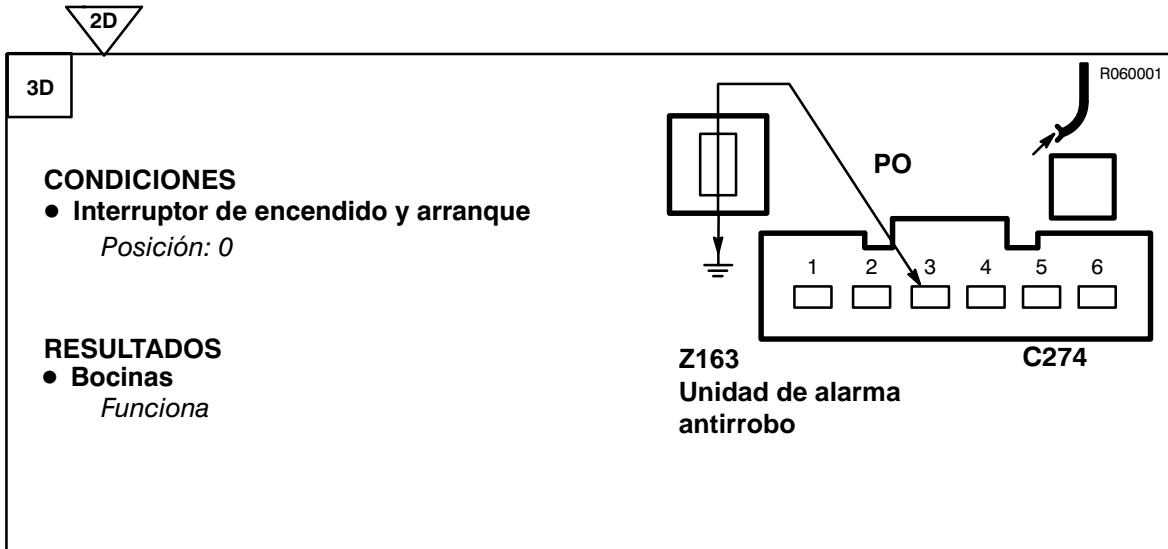 2D
3D
R060001
CONDICIONES
● Interruptor de encendido y arranque
Posición: 0
PO
1 2 3 4 5 6
RESULTADOS
● Bocinas
Funciona
Z163
C274
Unidad de alarma
antirrobo